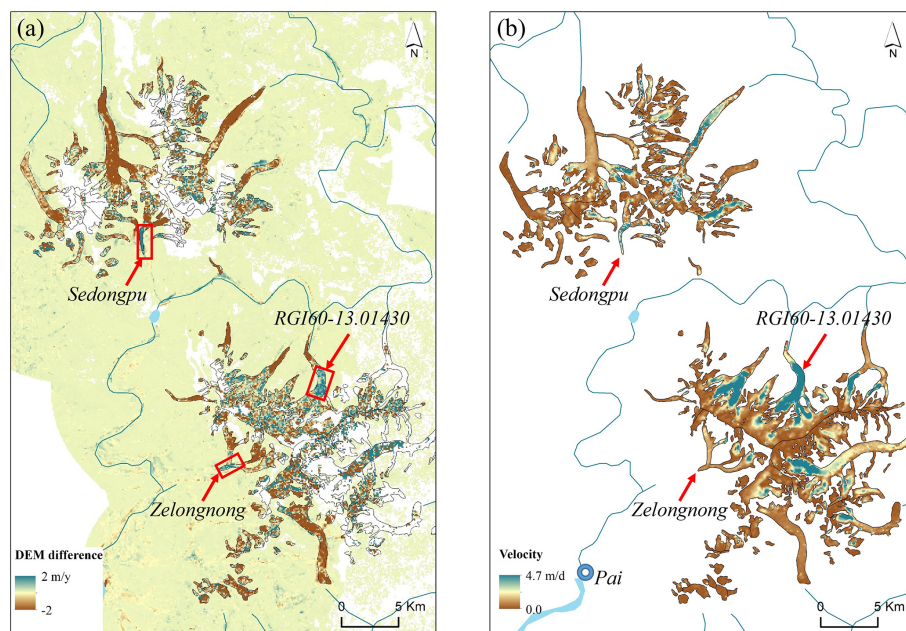 (a)
N
Sedongpu
RGI60-13.01430
Zelongnong
DEM difference
2 m/y
-2
0 5 Km
(b)
N
Sedongpu
RGI60-13.01430
Zelongnong
Velocity
4.7 m/d
0.0
Pai
0 5 Km